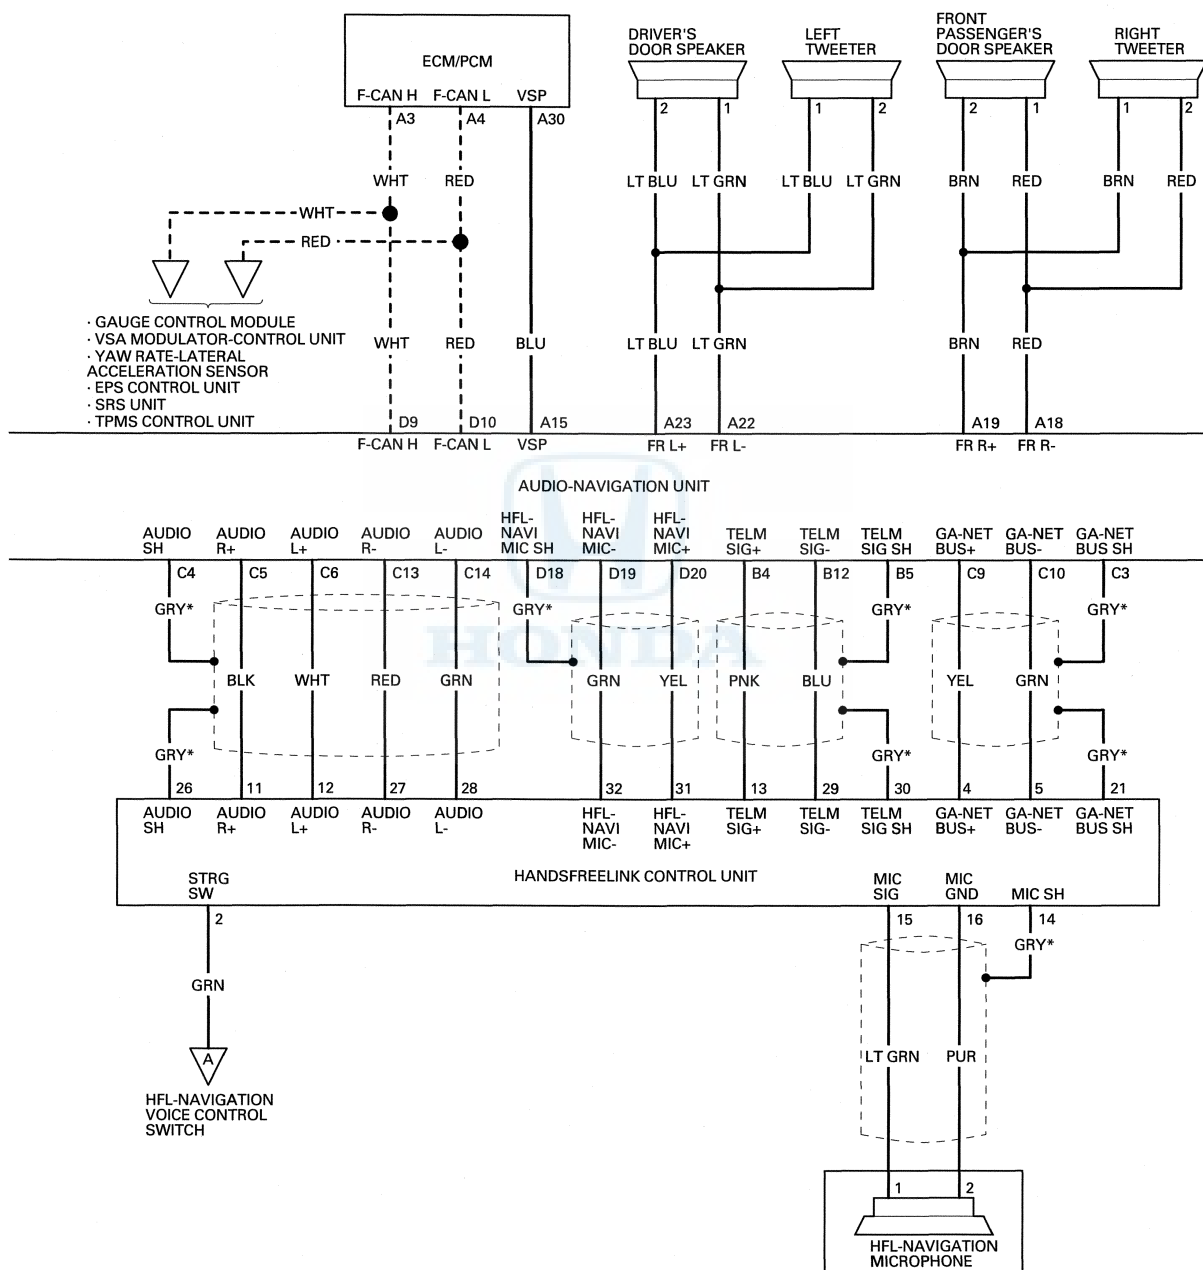 FRONT
DRIVER'S LEFT PASSENGER'S RIGHT
DOOR SPEAKER TWEETER DOOR SPEAKER TWEETER
ECM/PCM
F-CAN H F-CAN L VSP
A3 A4 A30
2 1 1 2 2 1 1 2
WHT RED LT BLU LT GRN LT BLU LT GRN BRN RED BRN RED
WHT
RED
· GAUGE CONTROL MODULE
· VSA MODULATOR-CONTROL UNIT
· YAW RATE-LATERAL
ACCELERATION SENSOR
· EPS CONTROL UNIT
· SRS UNIT
· TPMS CONTROL UNIT
WHT RED BLU LT BLU LT GRN BRN RED
D9 D10 A15 A23 A22 A19 A18
F-CAN H F-CAN L VSP FR L+ FR L- FR R+ FR R-
AUDIO-NAVIGATION UNIT
HFL- HFL- HFL-
AUDIO AUDIO AUDIO AUDIO AUDIO NAVI NAVI NAVI TELM TELM TELM GA-NET GA-NET GA-NET
SH R+ L+ R- L- MIC SH MIC- MIC+ SIG+ SIG- SIG SH BUS+ BUS- BUS SH
C4 C5 C6 C13 C14 D18 D19 D20 B4 B12 B5 C9 C10 C3
GRY* GRY* GRY* GRY*
HONDA
BLK WHT RED GRN GRN YEL PNK BLU YEL GRN
GRY* GRY* GRY*
26 11 12 27 28 32 31 13 29 30 4 5 21
AUDIO AUDIO AUDIO AUDIO AUDIO HFL- HFL- TELM TELM TELM GA-NET GA-NET GA-NET
SH R+ L+ R- L- NAVI NAVI SIG+ SIG- SIG SH BUS+ BUS- BUS SH
MIC- MIC+
HANDSFREELINK CONTROL UNIT
STRG MIC MIC
SW SIG GND MIC SH
2 15 16 14
GRY*
GRN
LT GRN PUR
A
HFL-NAVIGATION
VOICE CONTROL
SWITCH
1 2
HFL-NAVIGATION
MICROPHONE